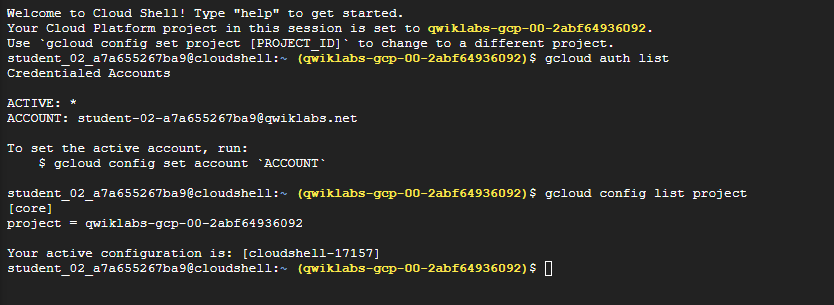 Welcome to Cloud Shell! Type "help" to get started.
Your Cloud Platform project in this session is set to qwiklabs-gcp-00-2abf64936092.
Use `gcloud config set project [PROJECT_ID]` to change to a different project.
student_02_a7a655267ba9@cloudshell:~ (qwiklabs-gcp-00-2abf64936092)$ gcloud auth list
Credentialed Accounts

ACTIVE: *
ACCOUNT: student-02-a7a655267ba9@qwiklabs.net

To set the active account, run:
    $ gcloud config set account `ACCOUNT`

student_02_a7a655267ba9@cloudshell:~ (qwiklabs-gcp-00-2abf64936092)$ gcloud config list project
[core]
project = qwiklabs-gcp-00-2abf64936092

Your active configuration is: [cloudshell-17157]
student_02_a7a655267ba9@cloudshell:~ (qwiklabs-gcp-00-2abf64936092)$